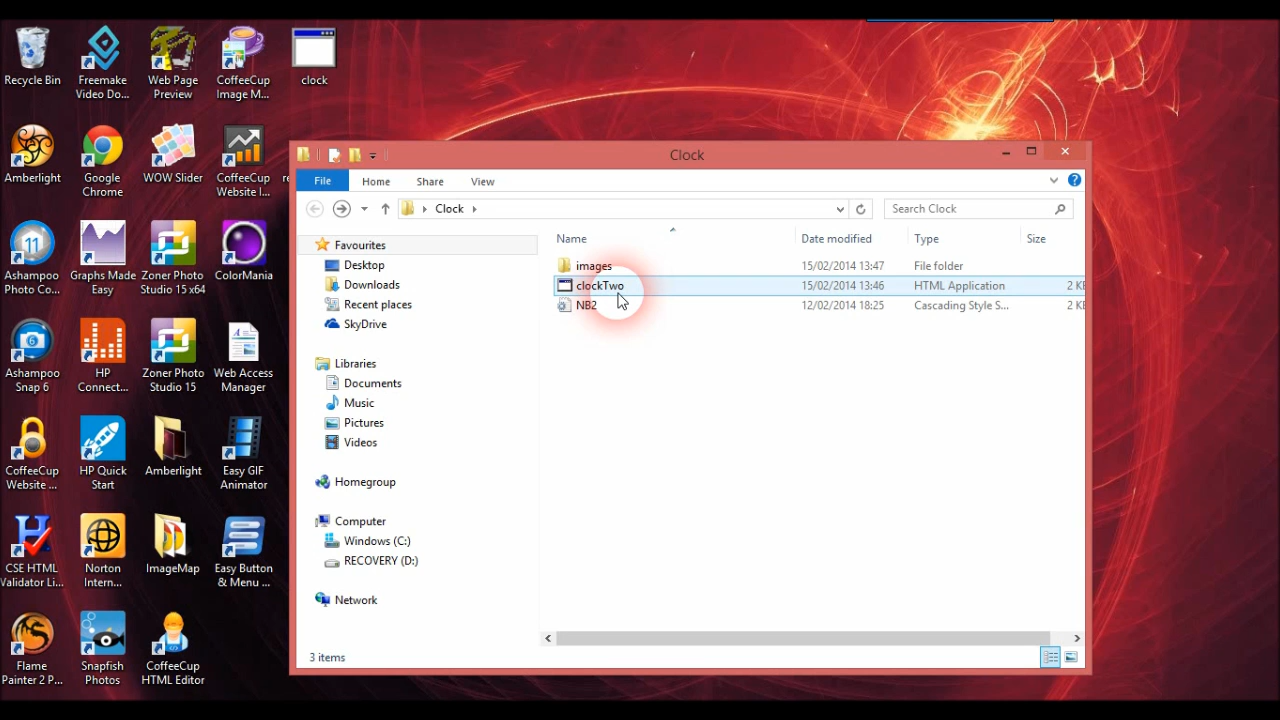 Recycle Bin
Freemake
Video Do...
Web Page
Preview
CoffeeCup
Image M...
clock
Amberlight
Google
Chrome
WOW Slider
CoffeeCup
Website I...
re
Ashampoo
Photo Co...
Graphs Made
Easy
Zoner Photo
Studio 15 x64
ColorMania
Ashampoo
Snap 6
HP
Connect...
Zoner Photo
Studio 15
Web Access
Manager
CoffeeCup
Website ...
HP Quick
Start
Amberlight
Easy GIF
Animator
CSE HTML
Validator Li...
Norton
Intern...
ImageMap
Easy Button
& Menu ...
Flame
Painter 2 P...
Snapfish
Photos
CoffeeCup
HTML Editor
Clock
File Home Share View
Clock
Search Clock
Name Date modified Type Size
images 15/02/2014 13:47 File folder
clockTwo 15/02/2014 13:46 HTML Application 2 KB
NB2 12/02/2014 18:25 Cascading Style S... 2 KB
Favourites
Desktop
Downloads
Recent places
SkyDrive
Libraries
Documents
Music
Pictures
Videos
Homegroup
Computer
Windows (C:)
RECOVERY (D:)
Network
3 items